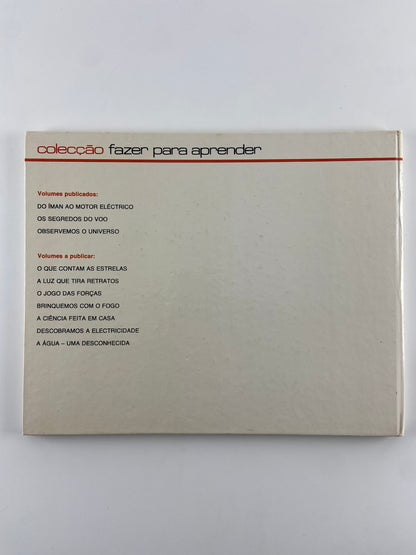 colecção fazer para aprender
Volumes publicados:
DO ÍMAN AO MOTOR ELÉCTRICO
OS SEGREDOS DO VOO
OBSERVEMOS O UNIVERSO
Volumes a publicar:
O QUE CONTAM AS ESTRELAS
A LUZ QUE TIRA RETRATOS
O JOGO DAS FORÇAS
BRINQUEMOS COM O FOGO
A CIÊNCIA FEITA EM CASA
DESCOBRAMOS A ELECTRICIDADE
A ÁGUA – UMA DESCONHECIDA